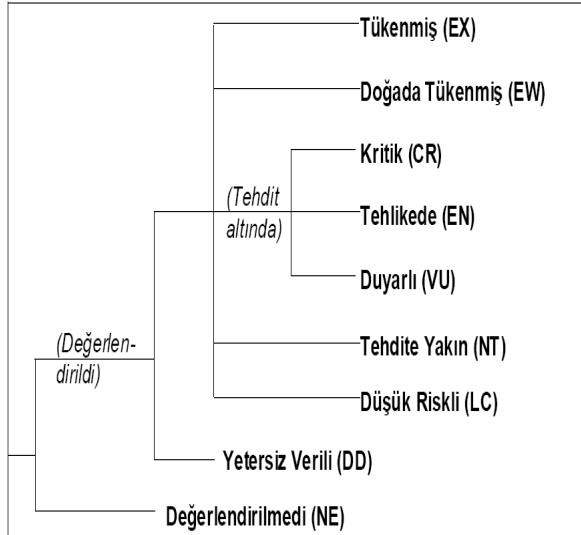 Tükenmiş (EX)
Doğada Tükenmiş (EW)
Kritik (CR)
(Tehdit
altında)
Tehlikede (EN)
Duyarlı (VU)
(Değerlen-
dirildi)
Tehdite Yakın (NT)
Düşük Riskli (LC)
Yetersiz Verili (DD)
Değerlendirilmedi (NE)